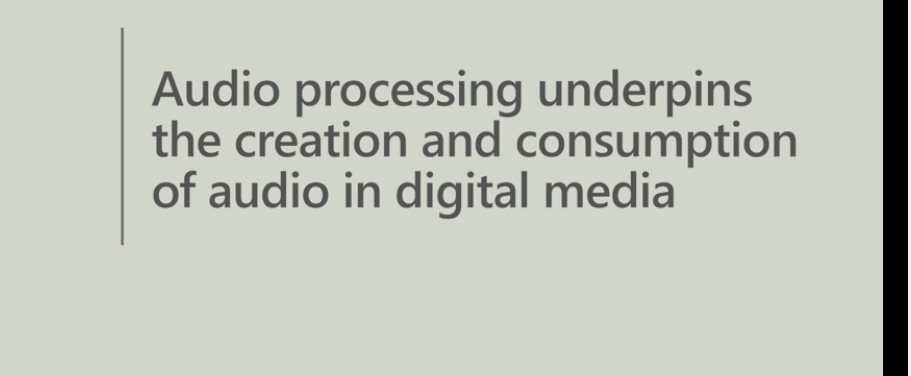 Audio processing underpins
the creation and consumption
of audio in digital media